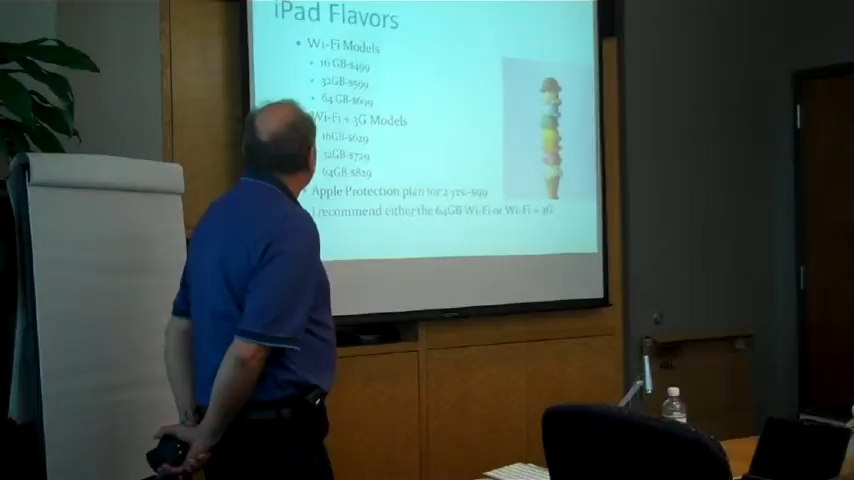 iPad Flavors
Wi-Fi Models
16 GB-$499
32GB-$599
64 GB-$699
Wi-Fi + 3G Models
16GB-$629
32GB-$729
64GB-$829
Apple Protection plan for 2 yrs.-$99
I recommend either the 64GB Wi-Fi or Wi-Fi + 3G